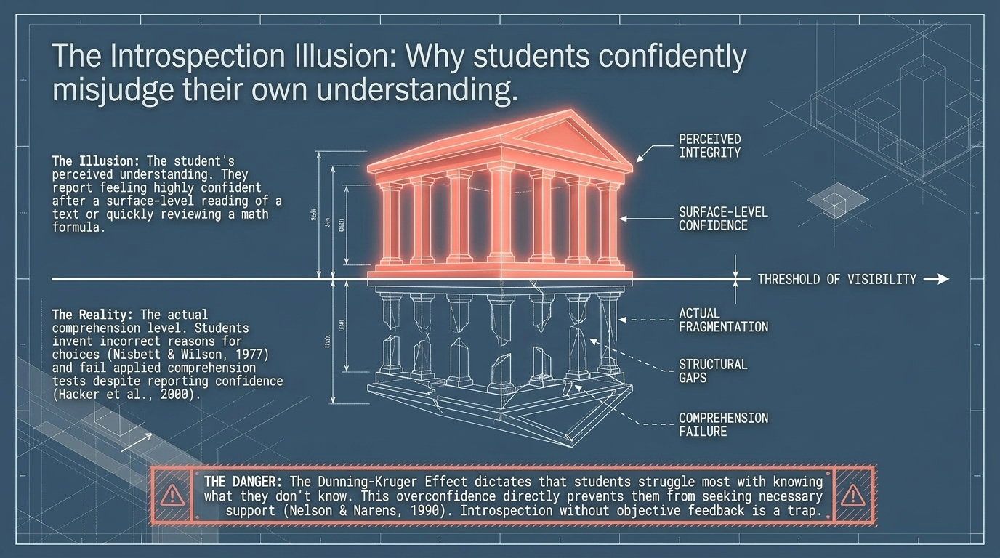 The Introspection Illusion: Why students confidently
misjudge their own understanding.
The Illusion: The student's
perceived understanding. They
report feeling highly confident
after a surface-level reading of a
text or quickly reviewing a math
formula.
PERCEIVED
INTEGRITY
SURFACE-LEVEL
CONFIDENCE
THRESHOLD OF VISIBILITY
The Reality: The actual
comprehension level. Students
invent incorrect reasons for
choices (Nisbett & Wilson, 1977)
and fail applied comprehension
tests despite reporting confidence
(Hacker et al., 2000).
ACTUAL
FRAGMENTATION
STRUCTURAL
GAPS
COMPREHENSION
FAILURE
THE DANGER: The Dunning-Kruger Effect dictates that students struggle most with knowing
what they don't know. This overconfidence directly prevents them from seeking necessary
support (Nelson & Narens, 1990). Introspection without objective feedback is a trap.